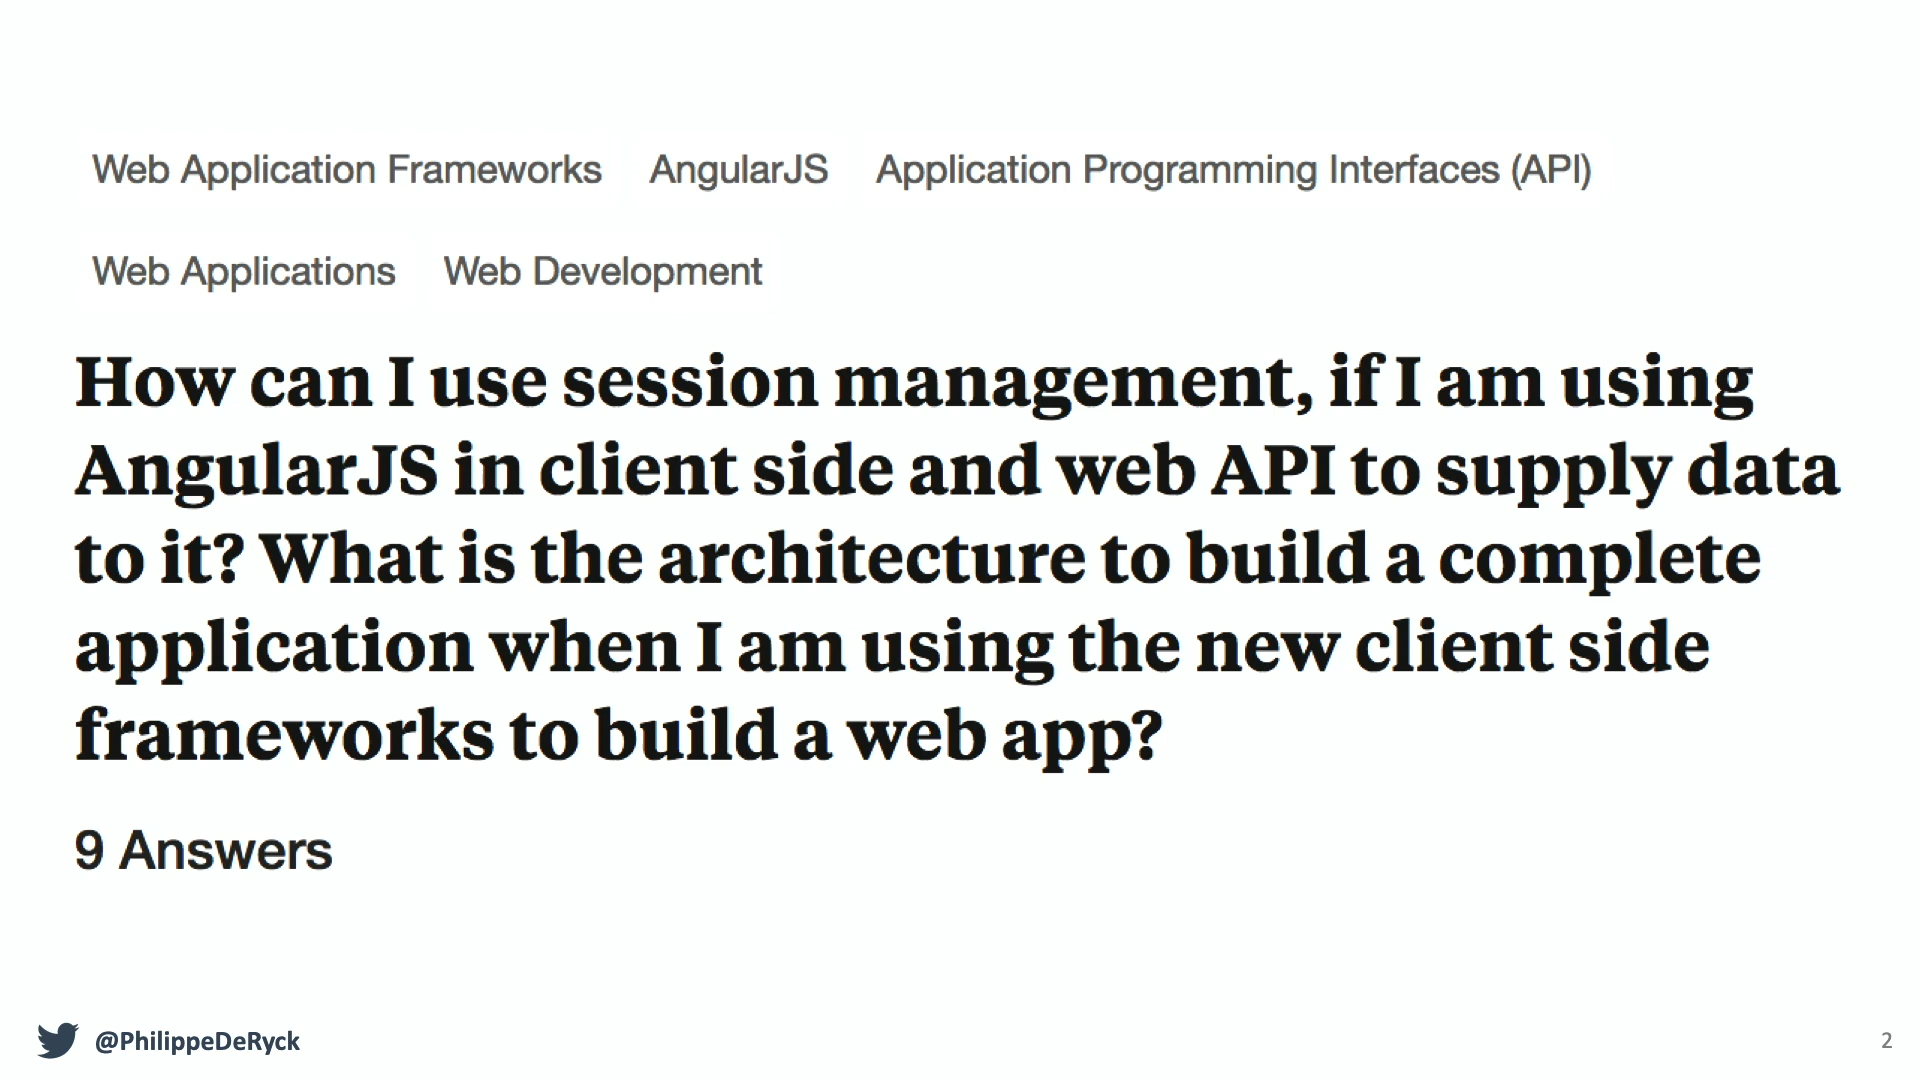 Web Application Frameworks AngularJS Application Programming Interfaces (API)
Web Applications Web Development
How can I use session management, if I am using
AngularJS in client side and web API to supply data
to it? What is the architecture to build a complete
application when I am using the new client side
frameworks to build a web app?
9 Answers
@PhilippeDeRyck
2